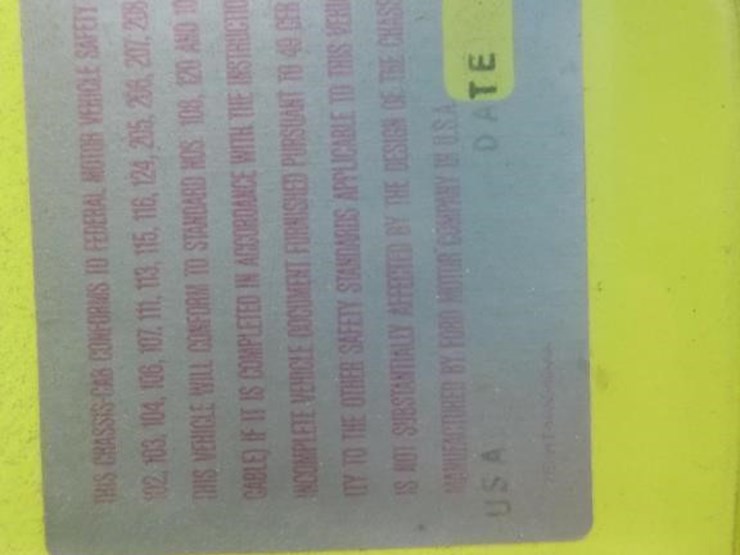 THIS CHASSIS-CAB CONFORMS TO FEDERAL MOTOR VEHICLE SAFETY
102, 103, 104, 106, 107, 111, 113, 115, 116, 124, 205, 206, 207, 208
THIS VEHICLE WILL CONFORM TO STANDARD NOS 108, 120 AND
CABLE) IF IT IS COMPLETED IN ACCORDANCE WITH THE INSTRUCTIO
INCOMPLETE VEHICLE DOCUMENT FURNISHED PURSUANT TO 49 CFR
ITY TO THE OTHER SAFETY STANDARDS APPLICABLE TO THIS VEHI
IS NOT SUBSTANTIALLY AFFECTED BY THE DESIGN OF THE CHASS
MANUFACTURED BY FORD MOTOR COMPANY IN U.S.A.
USA DATE